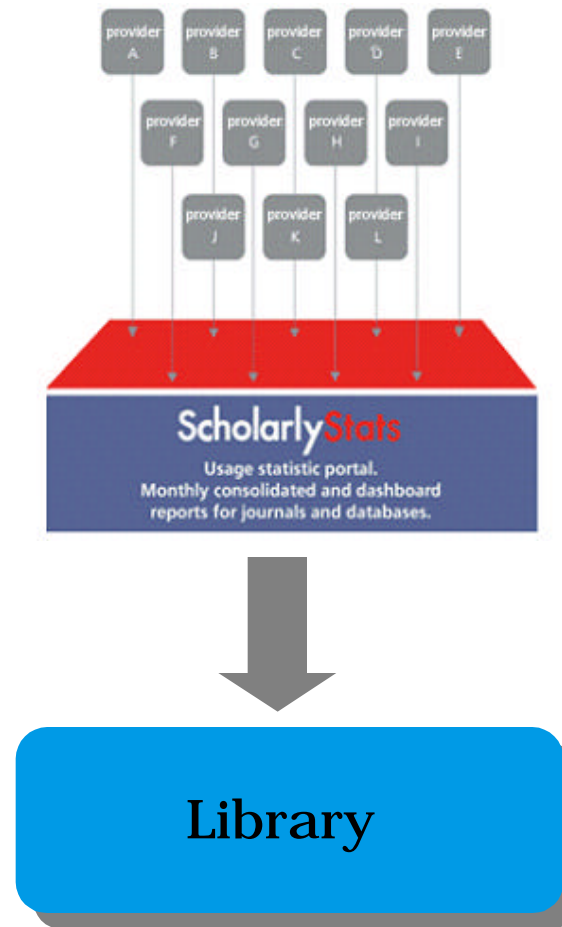 provider
A
provider
B
provider
C
provider
D
provider
E
provider
F
provider
G
provider
H
provider
I
provider
J
provider
K
provider
L
ScholarlyStats
Usage statistic portal.
Monthly consolidated and dashboard
reports for journals and databases.
Library